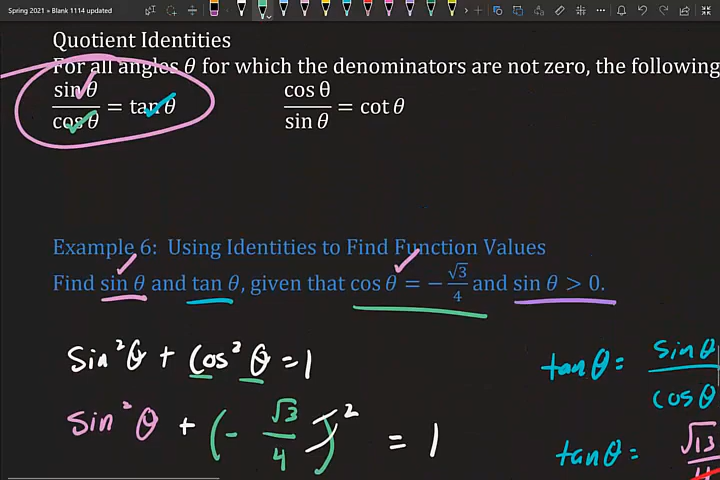 Spring 2021 » Blank 1114 updated
Quotient Identities
For all angles θ for which the denominators are not zero, the following
sin θ / cos θ = tan θ    cos θ / sin θ = cot θ
Example 6: Using Identities to Find Function Values
Find sin θ and tan θ, given that cos θ = −√3/4 and sin θ > 0.
sin²θ + cos²θ = 1
sin²θ + (−√3/4)² = 1
tan θ = sin θ / cos θ
tan θ = √13/4